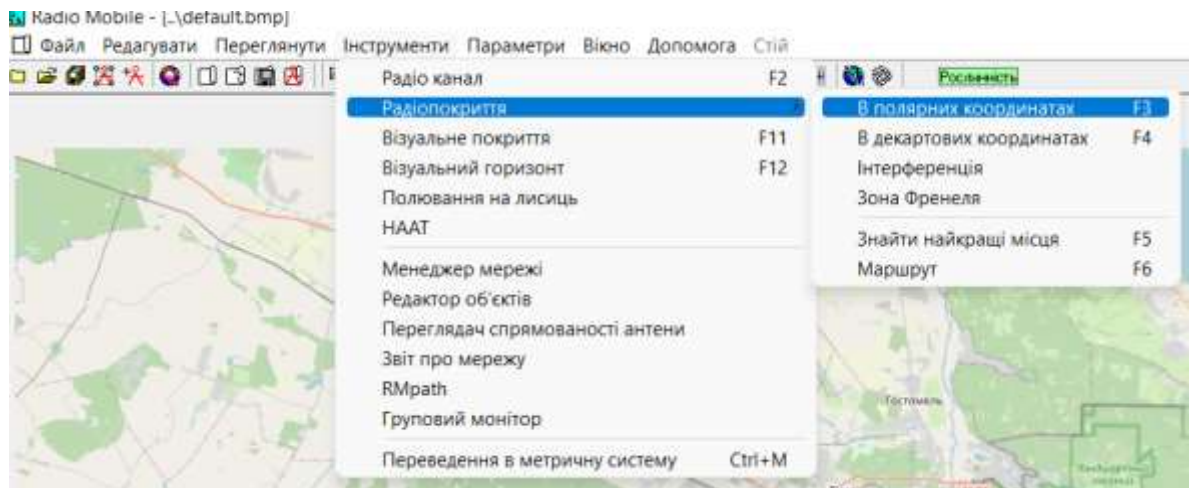 Radio Mobile - [..\default.bmp]
Файл Редагувати Переглянути Інструменти Параметри Вікно Допомога Стій
Рослинність
Радіо канал F2
Радіопокриття
Візуальне покриття F11
Візуальний горизонт F12
Полювання на лисиць
HAAT
Менеджер мережі
Редактор об'єктів
Переглядач спрямованості антени
Звіт про мережу
RMpath
Груповий монітор
Переведення в метричну систему Ctrl+M
В полярних координатах F3
В декартових координатах F4
Інтерференція
Зона Френеля
Знайти найкращі місця F5
Маршрут F6
Гостомель